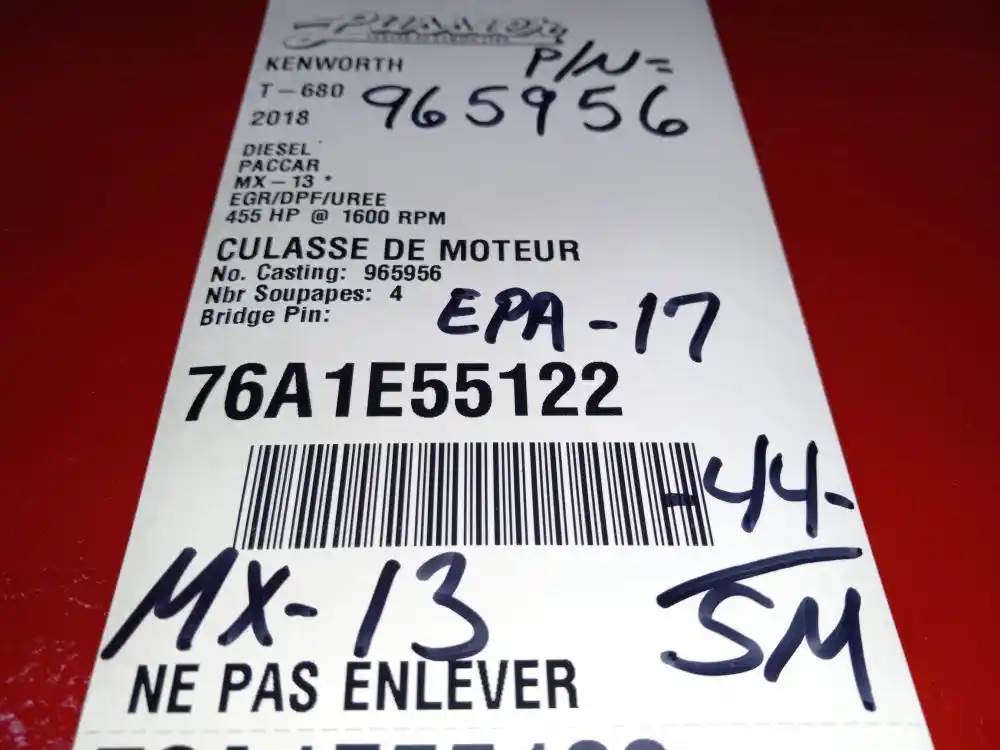 KENWORTH
P/N=
T-680
965956
2018
DIESEL
PACCAR
MX-13 *
EGR/DPF/UREE
455 HP @ 1600 RPM
CULASSE DE MOTEUR
No. Casting: 965956
Nbr Soupapes: 4
Bridge Pin:
EPA-17
76A1E55122
-44-
MX-13
5M
NE PAS ENLEVER